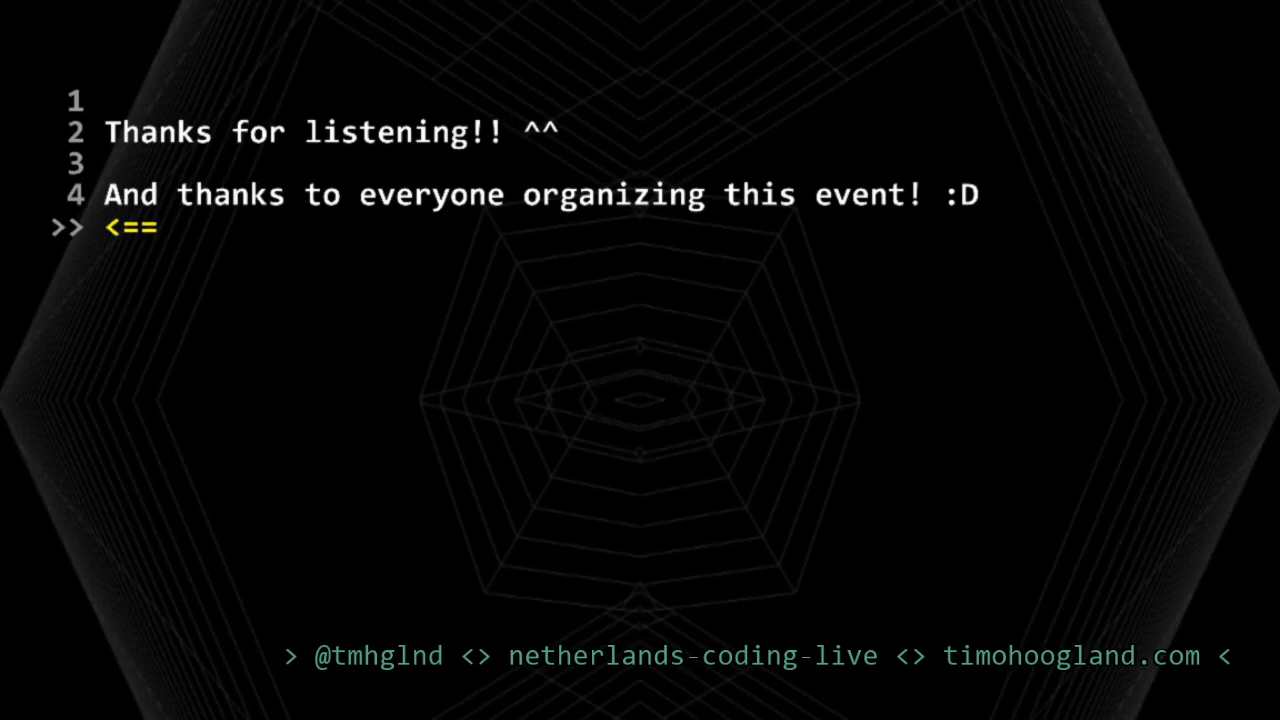 1
2 Thanks for listening!! ^^
3
4 And thanks to everyone organizing this event! :D
>> <==
> @tmhglnd <> netherlands-coding-live <> timohoogland.com <